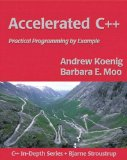 Accelerated C++
Practical Programming by Example
Andrew Koenig
Barbara E. Moo
C++ In-Depth Series • Bjarne Stroustrup